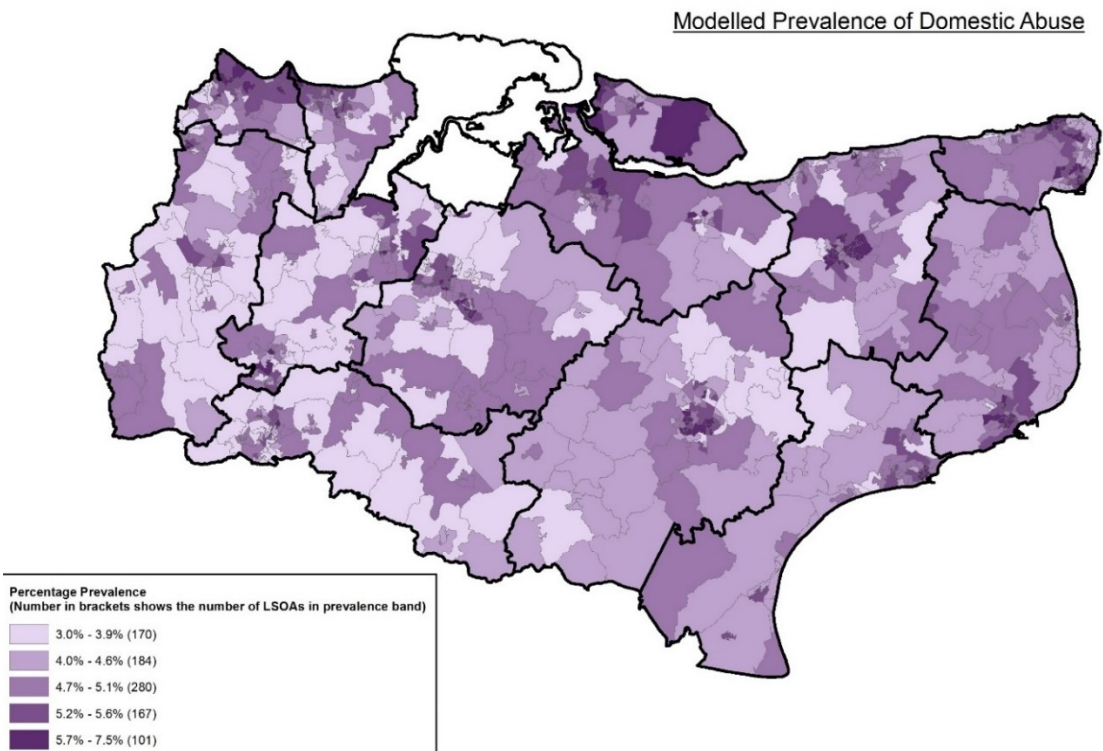 Modelled Prevalence of Domestic Abuse
Percentage Prevalence
(Number in brackets shows the number of LSOAs in prevalence band)
3.0% - 3.9% (170)
4.0% - 4.6% (184)
4.7% - 5.1% (280)
5.2% - 5.6% (167)
5.7% - 7.5% (101)